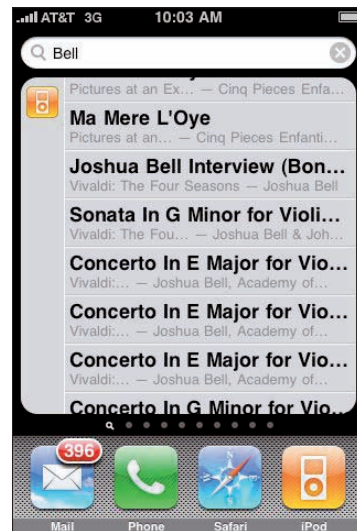 AT&T 3G 10:03 AM
Bell
Pictures at an Ex... — Cinq Pieces Enfa...
Ma Mere L'Oye
Pictures at an... — Cinq Pieces Enfanti...
Joshua Bell Interview (Bon...
Vivaldi: The Four Seasons — Joshua Bell
Sonata In G Minor for Violi...
Vivaldi: The Fou... — Joshua Bell & Joh...
Concerto In E Major for Vio...
Vivaldi:... — Joshua Bell, Academy of...
Concerto In E Major for Vio...
Vivaldi:... — Joshua Bell, Academy of...
Concerto In E Major for Vio...
Vivaldi:... — Joshua Bell, Academy of...
Concerto In G Minor for Vio...
396
Mail Phone Safari iPod